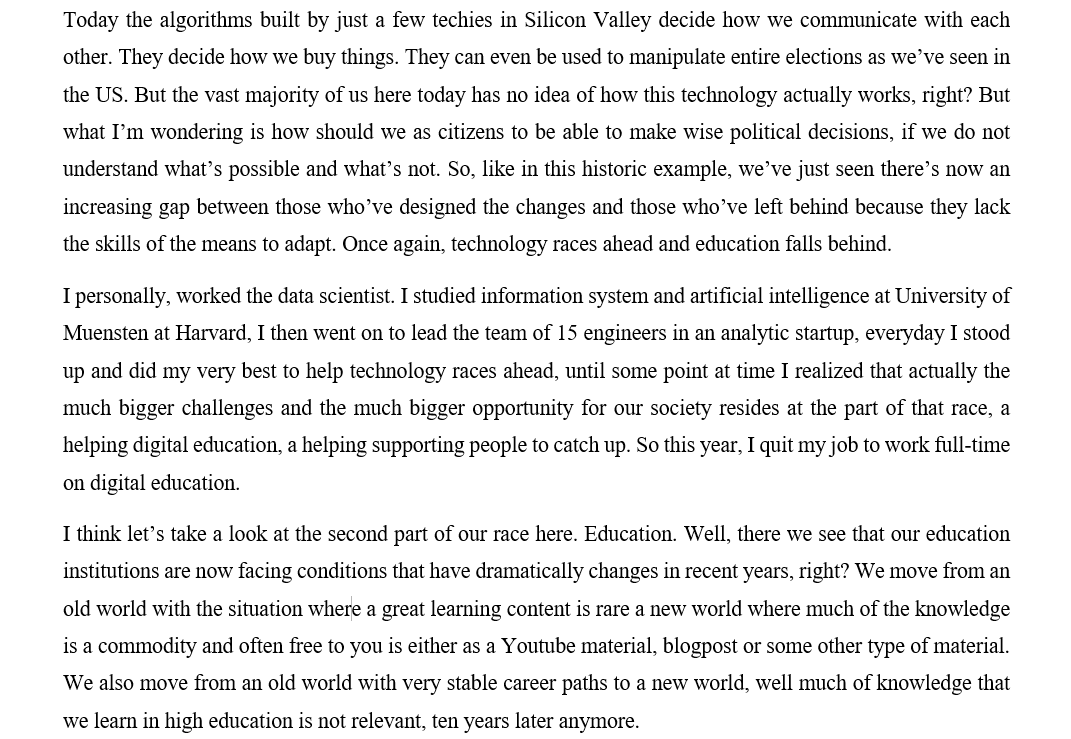 Today the algorithms built by just a few techies in Silicon Valley decide how we communicate with each
other. They decide how we buy things. They can even be used to manipulate entire elections as we’ve seen in
the US. But the vast majority of us here today has no idea of how this technology actually works, right? But
what I’m wondering is how should we as citizens to be able to make wise political decisions, if we do not
understand what’s possible and what’s not. So, like in this historic example, we’ve just seen there’s now an
increasing gap between those who’ve designed the changes and those who’ve left behind because they lack
the skills of the means to adapt. Once again, technology races ahead and education falls behind.
I personally, worked the data scientist. I studied information system and artificial intelligence at University of
Muensten at Harvard, I then went on to lead the team of 15 engineers in an analytic startup, everyday I stood
up and did my very best to help technology races ahead, until some point at time I realized that actually the
much bigger challenges and the much bigger opportunity for our society resides at the part of that race, a
helping digital education, a helping supporting people to catch up. So this year, I quit my job to work full-time
on digital education.
I think let’s take a look at the second part of our race here. Education. Well, there we see that our education
institutions are now facing conditions that have dramatically changes in recent years, right? We move from an
old world with the situation where a great learning content is rare a new world where much of the knowledge
is a commodity and often free to you is either as a Youtube material, blogpost or some other type of material.
We also move from an old world with very stable career paths to a new world, well much of knowledge that
we learn in high education is not relevant, ten years later anymore.